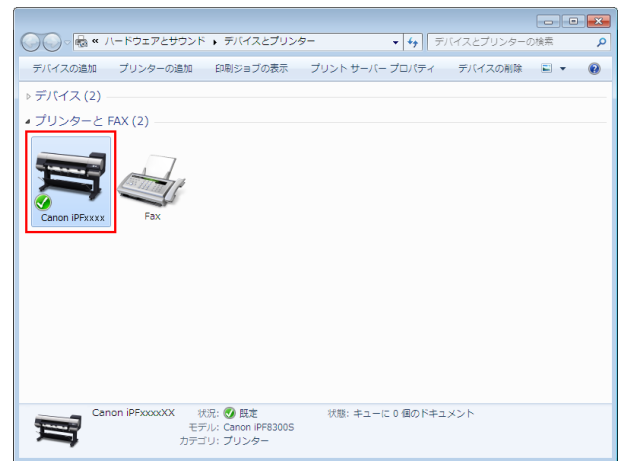 « ハードウェアとサウンド ▸ デバイスとプリンター デバイスとプリンターの検索
デバイスの追加 プリンターの追加 印刷ジョブの表示 プリント サーバー プロパティ デバイスの削除
デバイス (2)
プリンターと FAX (2)
Canon iPFxxxx
Fax
Canon iPFxxxxXX 状況: 既定 状態: キューに 0 個のドキュメント
モデル: Canon iPF8300S
カテゴリ: プリンター